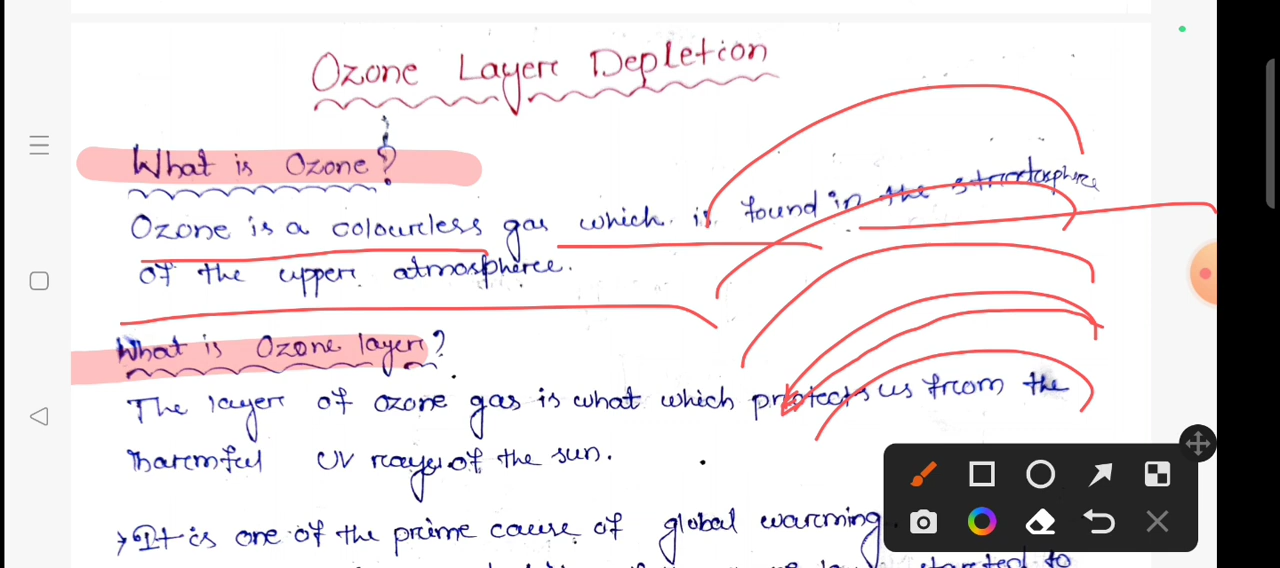 Ozone Layer Depletion
What is Ozone?
Ozone is a colourless gas which is found in the stratosphere
of the upper atmosphere.
What is Ozone layer?
The layer of ozone gas is what which protects us from the
harmful UV rays of the sun.
→ It is one of the prime cause of global warming.
started to